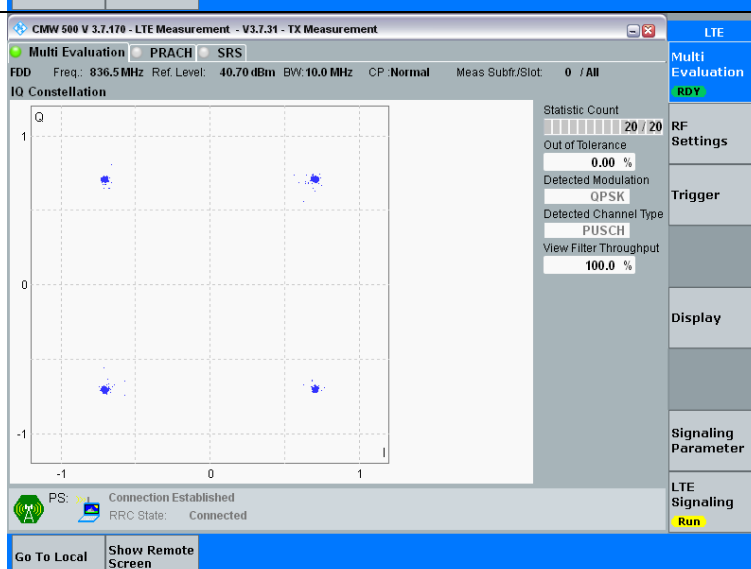 CMW 500 V 3.7.170 - LTE Measurement - V3.7.31 - TX Measurement
LTE
Multi Evaluation PRACH SRS
FDD Freq.: 836.5 MHz Ref. Level: 40.70 dBm BW: 10.0 MHz CP :Normal Meas Subfr./Slot: 0 / All
IQ Constellation
Q
1
0
-1
I
-1 0 1
Statistic Count
20 / 20
Out of Tolerance
0.00 %
Detected Modulation
QPSK
Detected Channel Type
PUSCH
View Filter Throughput
100.0 %
Multi
Evaluation
RDY
RF
Settings
Trigger
Display
Signaling
Parameter
LTE
Signaling
Run
PS: Connection Established
RRC State: Connected
Go To Local
Show Remote
Screen